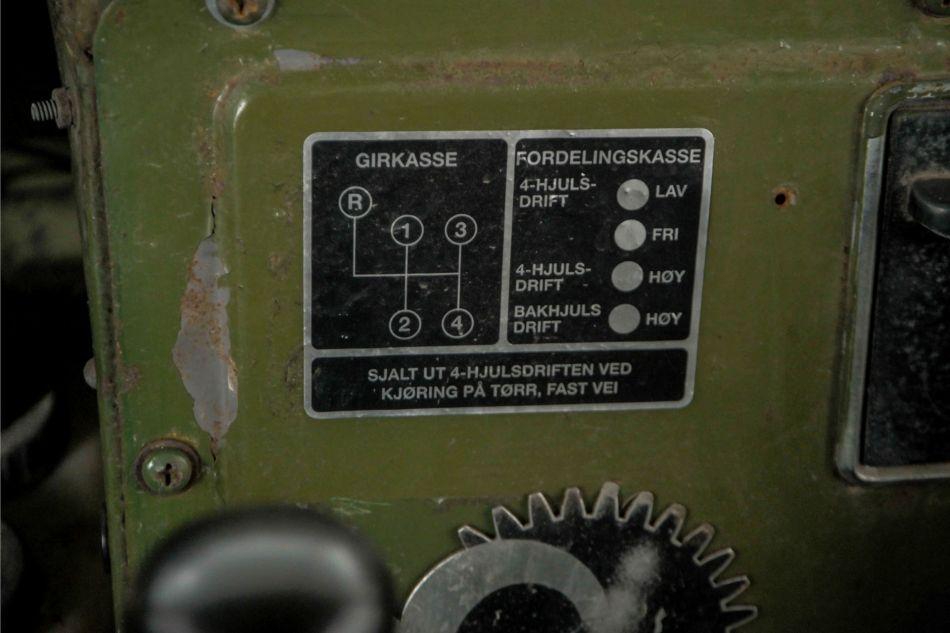 GIRKASSE
R
1 3
2 4
FORDELINGSKASSE
4-HJULS-
DRIFT
LAV
FRI
4-HJULS-
DRIFT
HØY
BAKHJULS
DRIFT
HØY
SJALT UT 4-HJULSDRIFTEN VED
KJØRING PÅ TØRR, FAST VEI